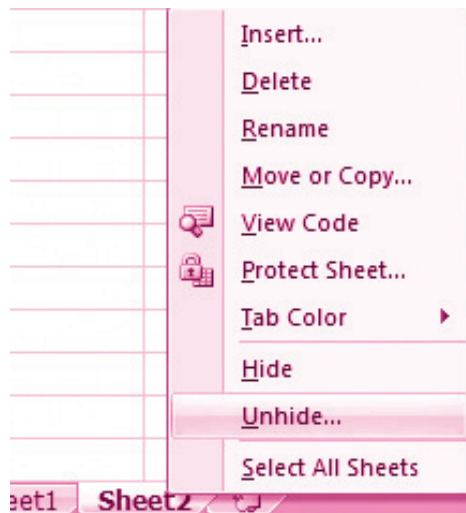 Insert...
Delete
Rename
Move or Copy...
View Code
Protect Sheet...
Tab Color
Hide
Unhide...
Select All Sheets
eet1 Sheet2